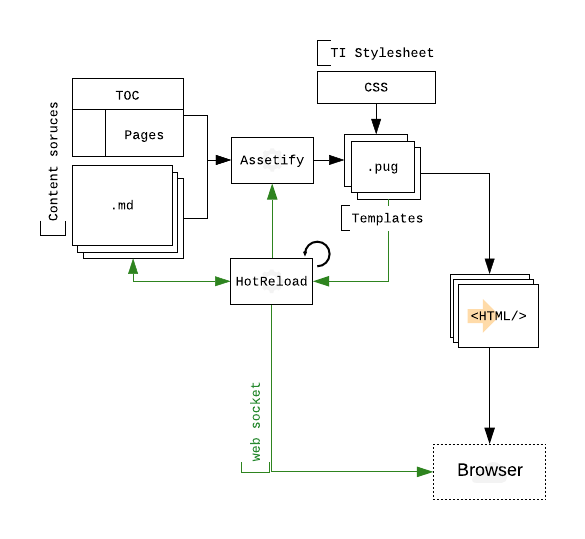 TI Stylesheet
CSS
TOC
Pages
Content soruces
.md
Assetify
.pug
Templates
HotReload
<HTML/>
web socket
Browser